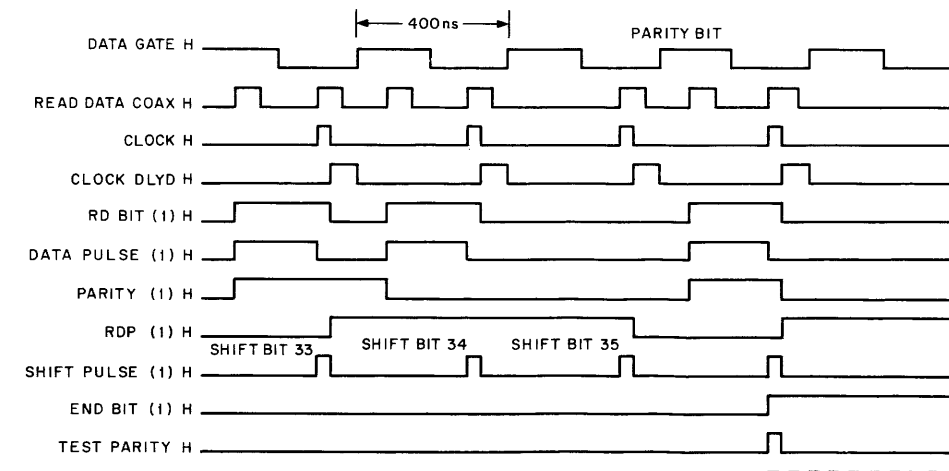 400ns
DATA GATE H
PARITY BIT
READ DATA COAX H
CLOCK H
CLOCK DLYD H
RD BIT (1) H
DATA PULSE (1) H
PARITY (1) H
RDP (1) H
SHIFT BIT 33 SHIFT BIT 34 SHIFT BIT 35
SHIFT PULSE (1) H
END BIT (1) H
TEST PARITY H